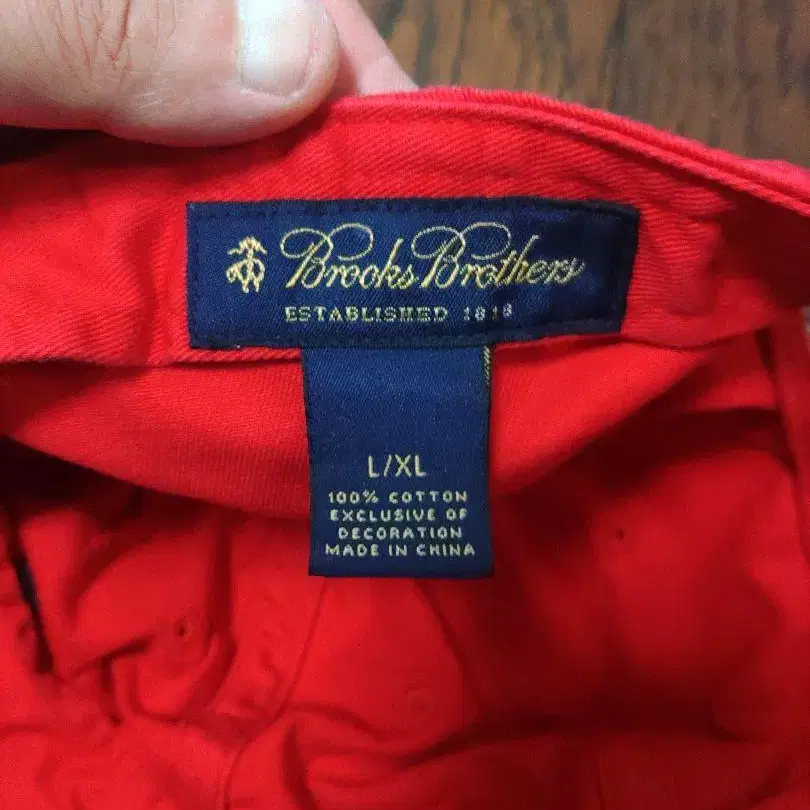 Brooks Brothers
ESTABLISHED 1818
L/XL
100% COTTON
EXCLUSIVE OF
DECORATION
MADE IN CHINA